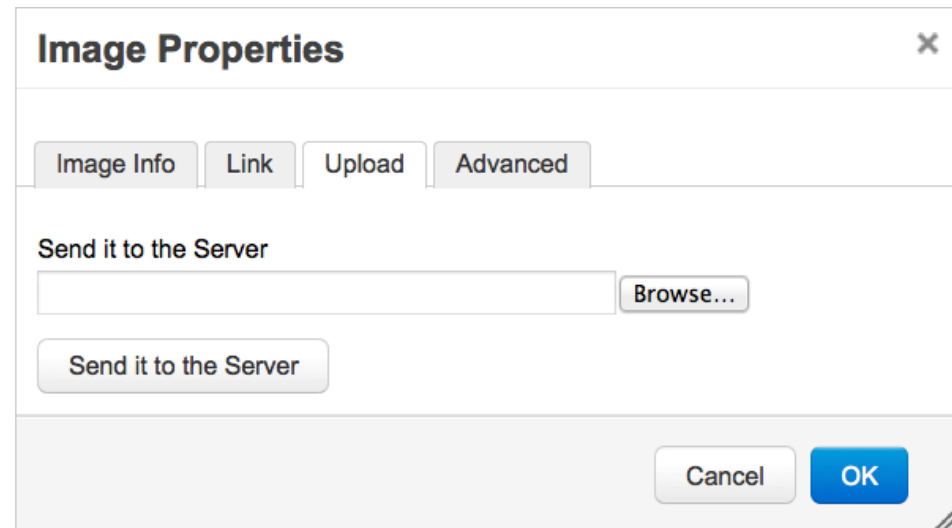 Image Properties ×
Image Info Link Upload Advanced
Send it to the Server
Browse...
Send it to the Server
Cancel OK